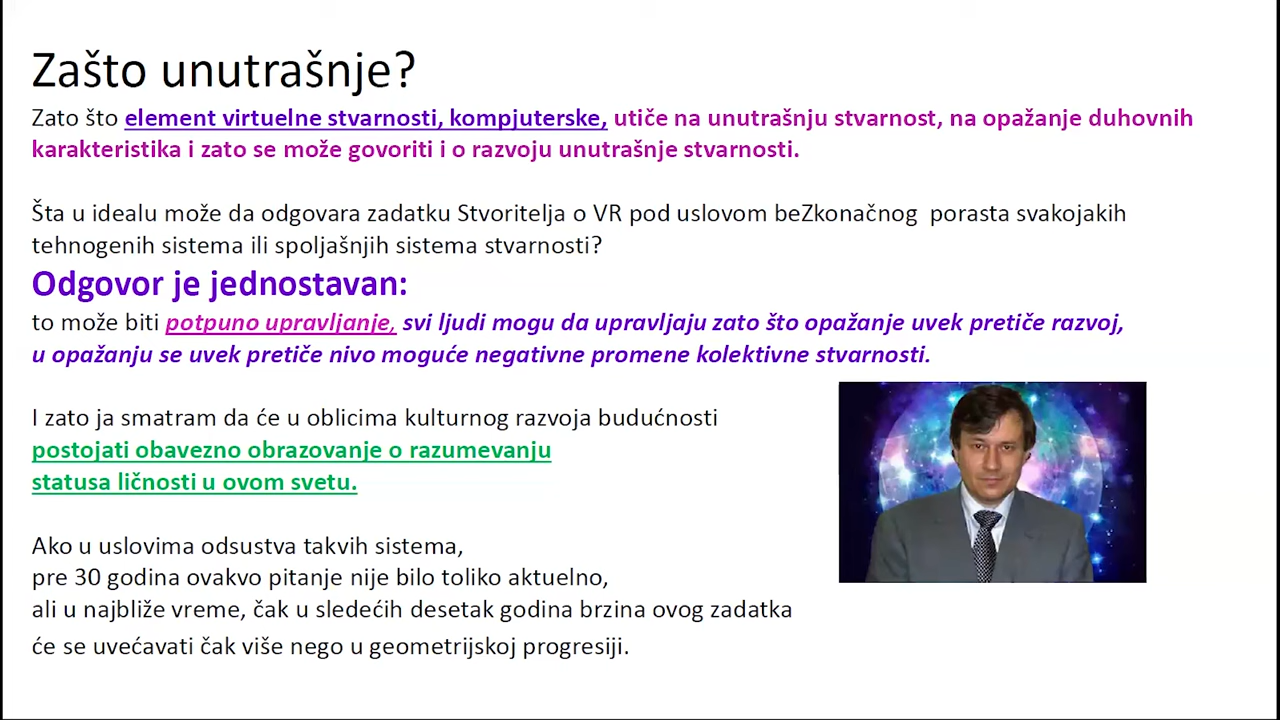 Zašto unutrašnje?
Zato što element virtuelne stvarnosti, kompjuterske, utiče na unutrašnju stvarnost, na opažanje duhovnih
karakteristika i zato se može govoriti i o razvoju unutrašnje stvarnosti.
Šta u idealu može da odgovara zadatku Stvoritelja o VR pod uslovom beZkonačnog  porasta svakojakih
tehnogenih sistema ili spoljašnjih sistema stvarnosti?
Odgovor je jednostavan:
to može biti potpuno upravljanje, svi ljudi mogu da upravljaju zato što opažanje uvek pretiče razvoj,
u opažanju se uvek pretiče nivo moguće negativne promene kolektivne stvarnosti.
I zato ja smatram da će u oblicima kulturnog razvoja budućnosti
postojati obavezno obrazovanje o razumevanju
statusa ličnosti u ovom svetu.
Ako u uslovima odsustva takvih sistema,
pre 30 godina ovakvo pitanje nije bilo toliko aktuelno,
ali u najbliže vreme, čak u sledećih desetak godina brzina ovog zadatka
će se uvećavati čak više nego u geometrijskoj progresiji.